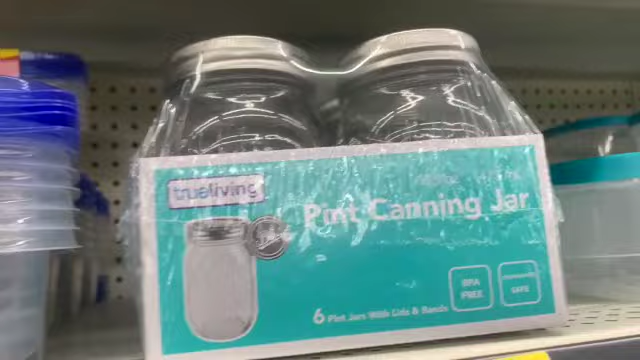 trueliving
Pint Canning Jar
6 Pint Jars With Lids & Bands
BPA
FREE
SAFE